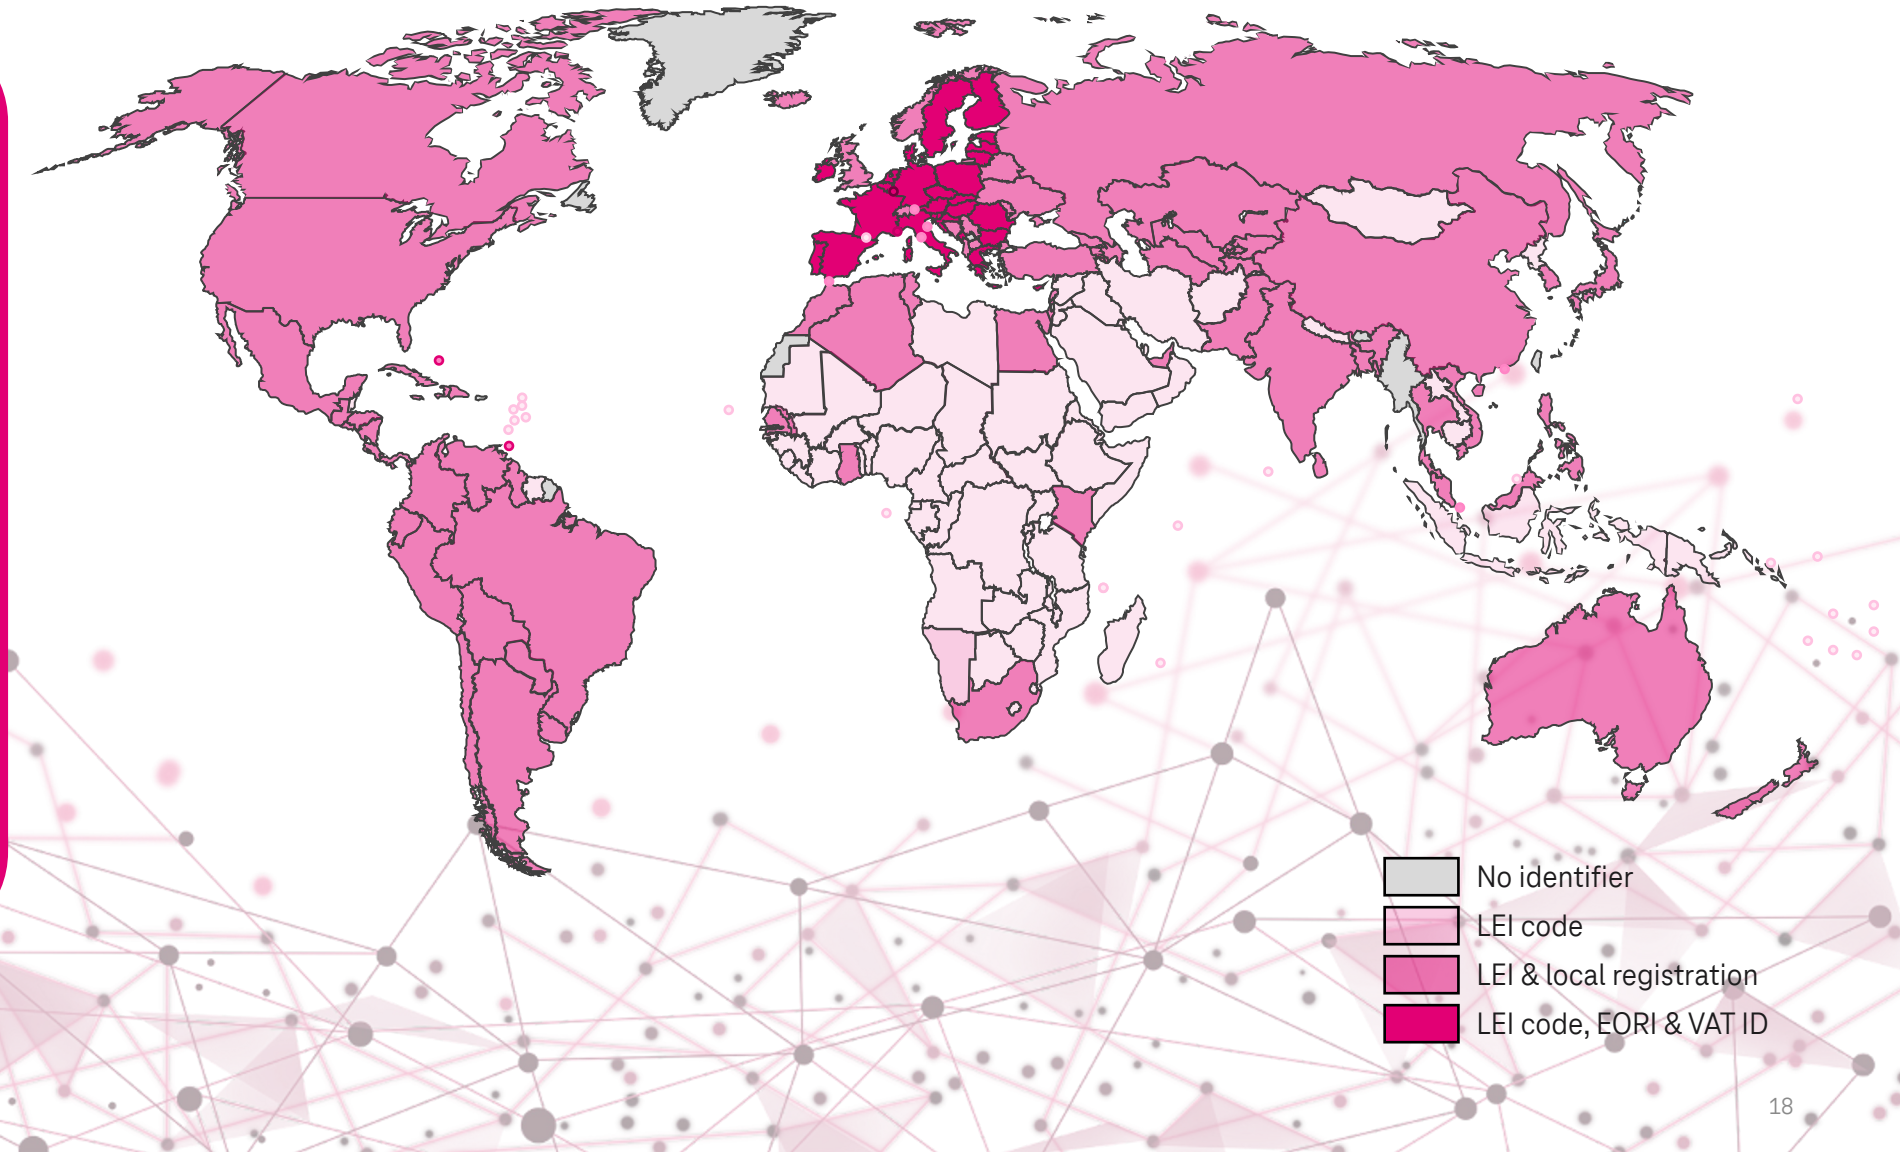 No identifier
LEI code
LEI & local registration
LEI code, EORI & VAT ID
18